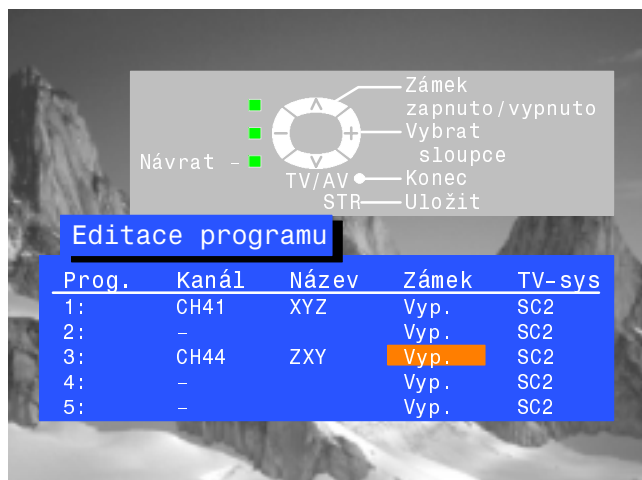 Zámek
zapnuto/vypnuto
Vybrat
sloupce
Návrat –
TV/AV Konec
STR Uložit
Editace programu
Prog. Kanál Název Zámek TV-sys
1: CH41 XYZ Vyp. SC2
2: – Vyp. SC2
3: CH44 ZXY Vyp. SC2
4: – Vyp. SC2
5: – Vyp. SC2